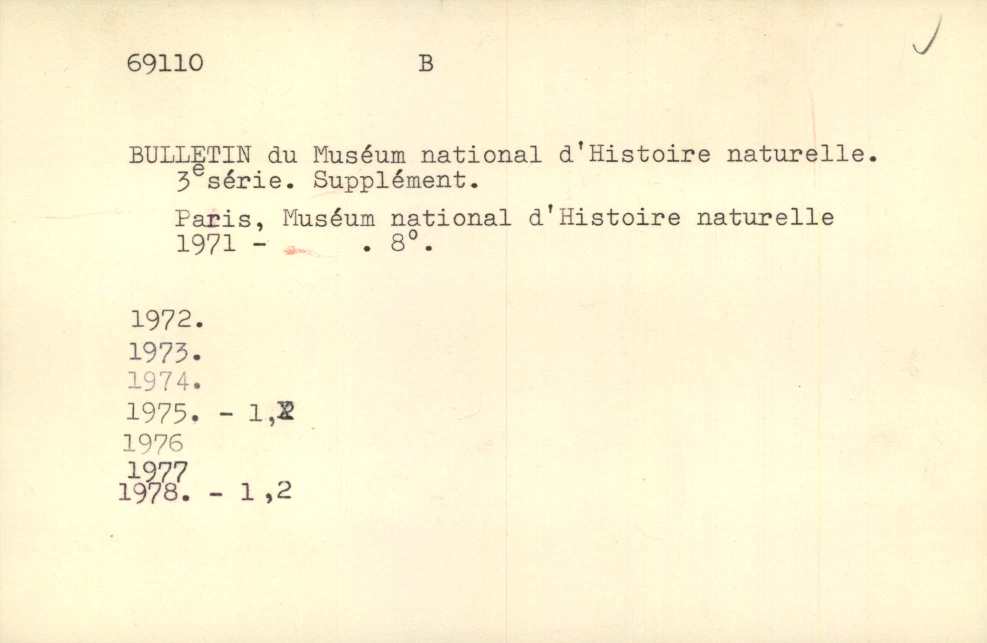 69110 B
BULLETIN du Muséum national d'Histoire naturelle.
3e série. Supplément.
Paris, Muséum national d'Histoire naturelle
1971 - . 8°.
1972.
1973.
1974.
1975. - 1,2
1976
1977
1978. - 1 ,2